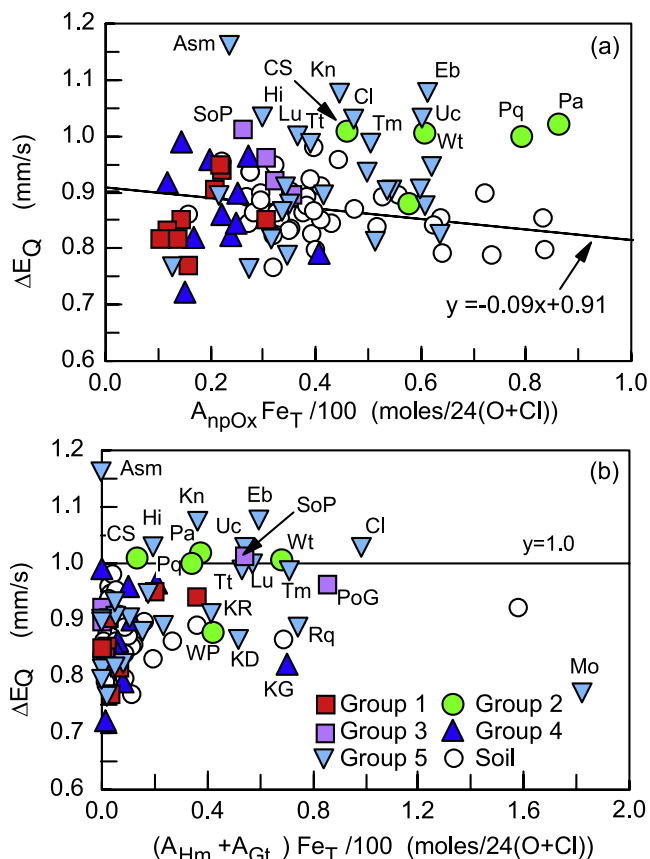 1.2
(a)
Asm
Kn
Eb
1.1
CS
Cl
Hi
Uc
Pa
SoP
Lu
Tt
Tm
Wt
Pq
1.0
ΔE_Q (mm/s)
0.9
0.8
0.7
y =-0.09x+0.91
0.6
0.0 0.2 0.4 0.6 0.8 1.0
A_npOx Fe_T /100 (moles/24(O+Cl))
1.2
(b)
Asm
Kn
Eb
SoP
1.1
Hi
Pa
Uc
Cl
CS
Wt
y=1.0
1.0
ΔE_Q (mm/s)
Pq
Tt
Lu
Tm
PoG
KR
0.9
WP
KD
Rq
0.8
KG
Mo
0.7
Group 1
Group 2
Group 3
Group 4
Group 5
Soil
0.6
0.0 0.4 0.8 1.2 1.6 2.0
(A_Hm +A_Gt ) Fe_T /100 (moles/24(O+Cl))